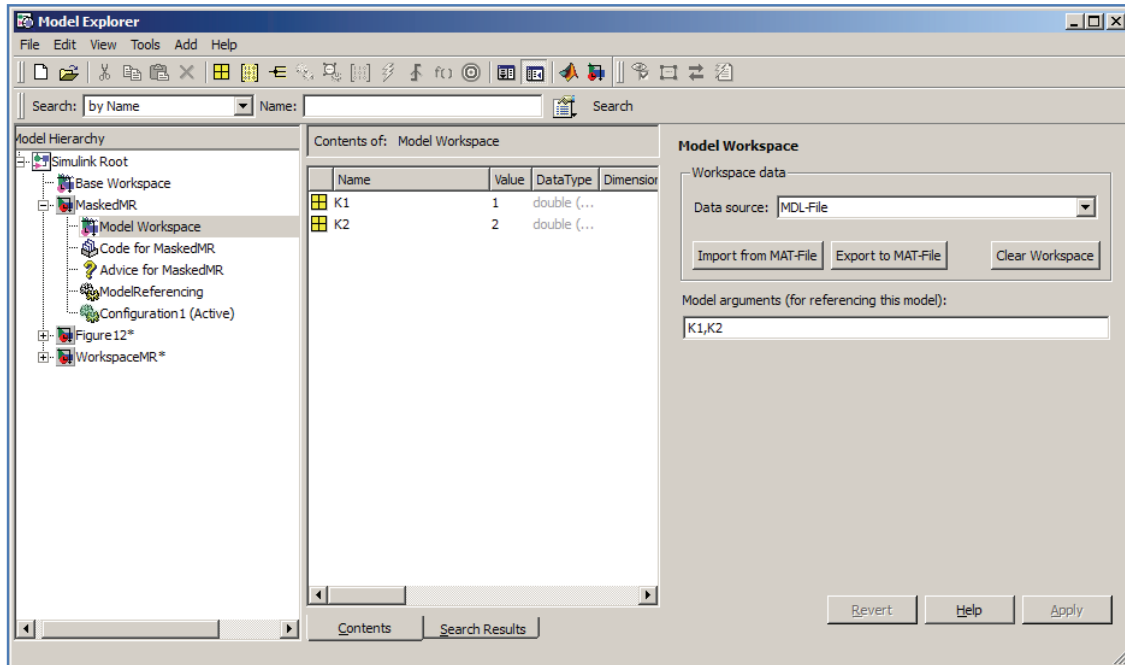 Model Explorer
File Edit View Tools Add Help
Search: by Name Name: Search
Model Hierarchy
Simulink Root
Base Workspace
MaskedMR
Model Workspace
Code for MaskedMR
Advice for MaskedMR
ModelReferencing
Configuration1 (Active)
Figure12*
WorkspaceMR*
Contents of: Model Workspace
Name Value DataType Dimension
K1 1 double (...
K2 2 double (...
Contents Search Results
Model Workspace
Workspace data
Data source: MDL-File
Import from MAT-File Export to MAT-File Clear Workspace
Model arguments (for referencing this model):
K1,K2
Revert Help Apply